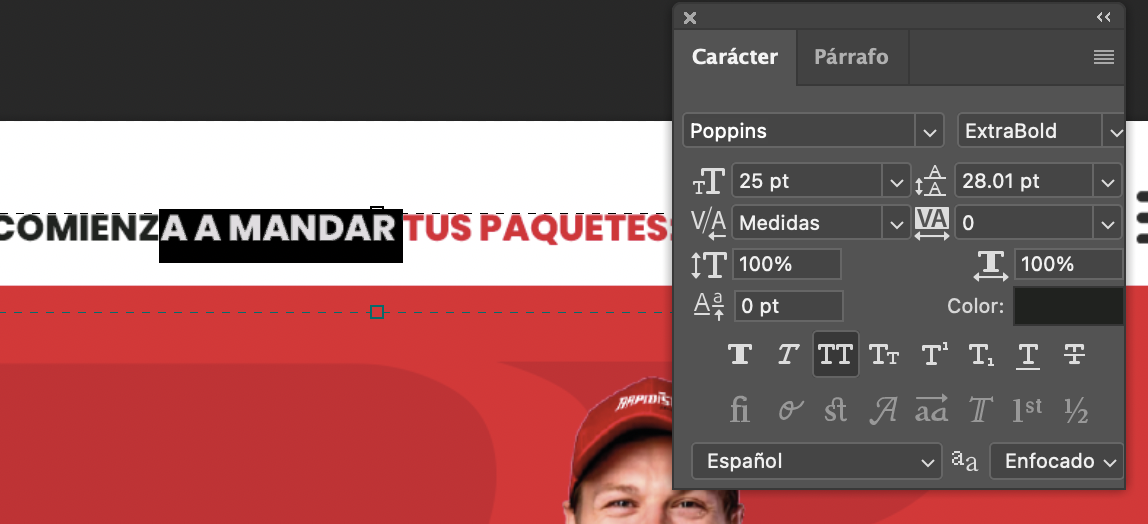 Carácter
Párrafo
Poppins
ExtraBold
25 pt
28.01 pt
Medidas
0
100%
100%
0 pt
Color:
Español
Enfocado
COMIENZA A MANDAR TUS PAQUETES